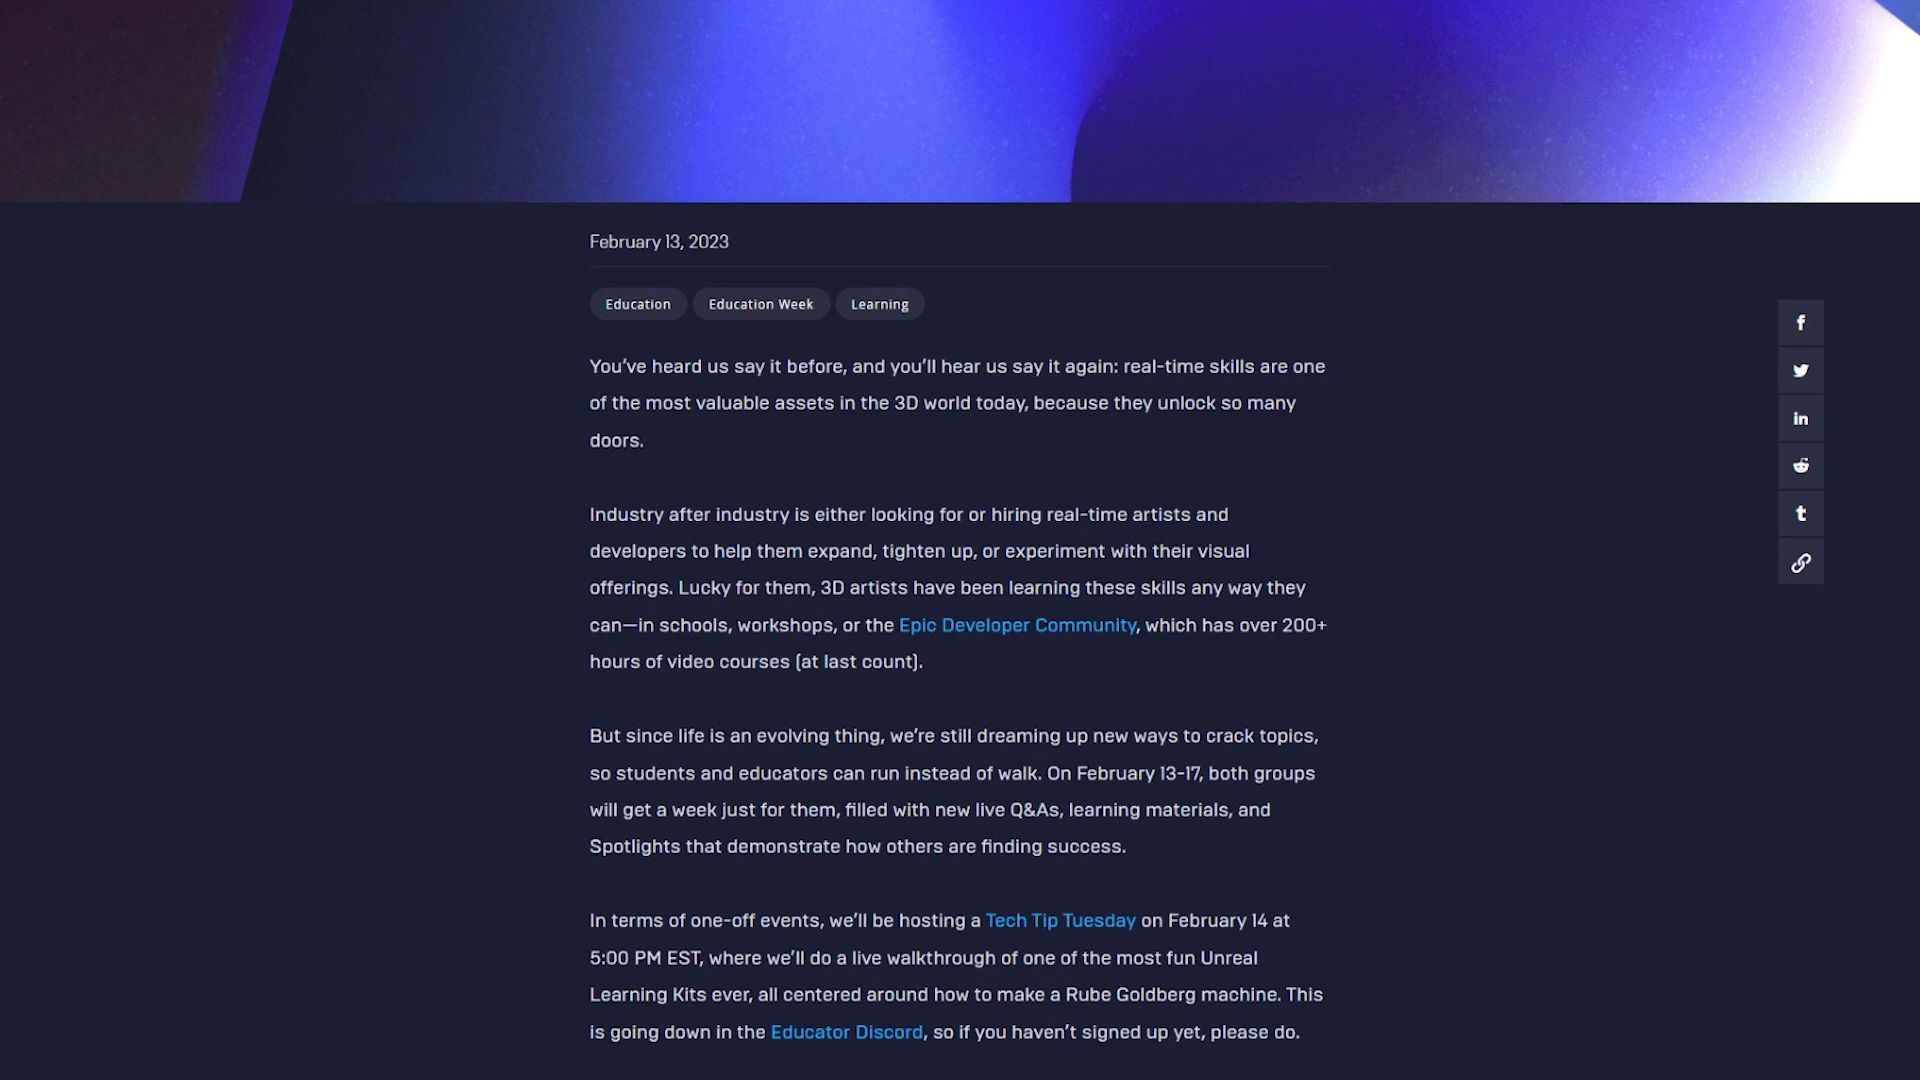 February 13, 2023
Education
Education Week
Learning
You’ve heard us say it before, and you’ll hear us say it again: real-time skills are one
of the most valuable assets in the 3D world today, because they unlock so many
doors.
Industry after industry is either looking for or hiring real-time artists and
developers to help them expand, tighten up, or experiment with their visual
offerings. Lucky for them, 3D artists have been learning these skills any way they
can—in schools, workshops, or the Epic Developer Community, which has over 200+
hours of video courses (at last count).
But since life is an evolving thing, we’re still dreaming up new ways to crack topics,
so students and educators can run instead of walk. On February 13-17, both groups
will get a week just for them, filled with new live Q&As, learning materials, and
Spotlights that demonstrate how others are finding success.
In terms of one-off events, we’ll be hosting a Tech Tip Tuesday on February 14 at
5:00 PM EST, where we’ll do a live walkthrough of one of the most fun Unreal
Learning Kits ever, all centered around how to make a Rube Goldberg machine. This
is going down in the Educator Discord, so if you haven’t signed up yet, please do.